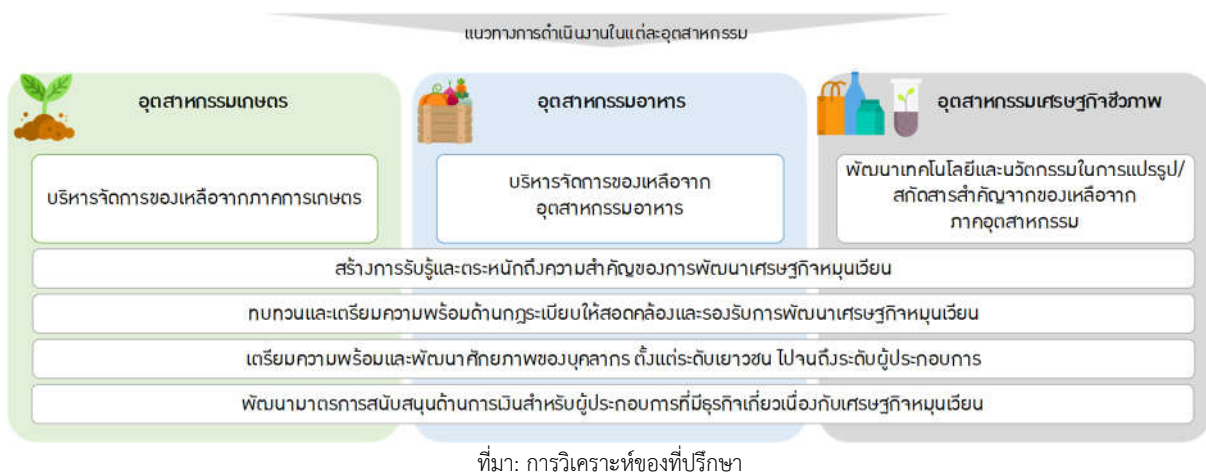 แนวทางการดำเนินงานในแต่ละอุตสาหกรรม
อุตสาหกรรมเกษตร
อุตสาหกรรมอาหาร
อุตสาหกรรมเศรษฐกิจชีวภาพ
บริหารจัดการของเหลือจากภาคการเกษตร
บริหารจัดการของเหลือจาก
อุตสาหกรรมอาหาร
พัฒนาเทคโนโลยีและนวัตกรรมในการแปรรูป/
สกัดสารสำคัญจากของเหลือจาก
ภาคอุตสาหกรรม
สร้างการรับรู้และตระหนักถึงความสำคัญของการพัฒนาเศรษฐกิจหมุนเวียน
ทบทวนและเตรียมความพร้อมด้านกฎระเบียบให้สอดคล้องและรองรับการพัฒนาเศรษฐกิจหมุนเวียน
เตรียมความพร้อมและพัฒนาศักยภาพของบุคลากร ตั้งแต่ระดับเยาวชน ไปจนถึงระดับผู้ประกอบการ
พัฒนามาตรการสนับสนุนด้านการเงินสำหรับผู้ประกอบการที่มีธุรกิจเกี่ยวเนื่องกับเศรษฐกิจหมุนเวียน
ที่มา: การวิเคราะห์ของที่ปรึกษา